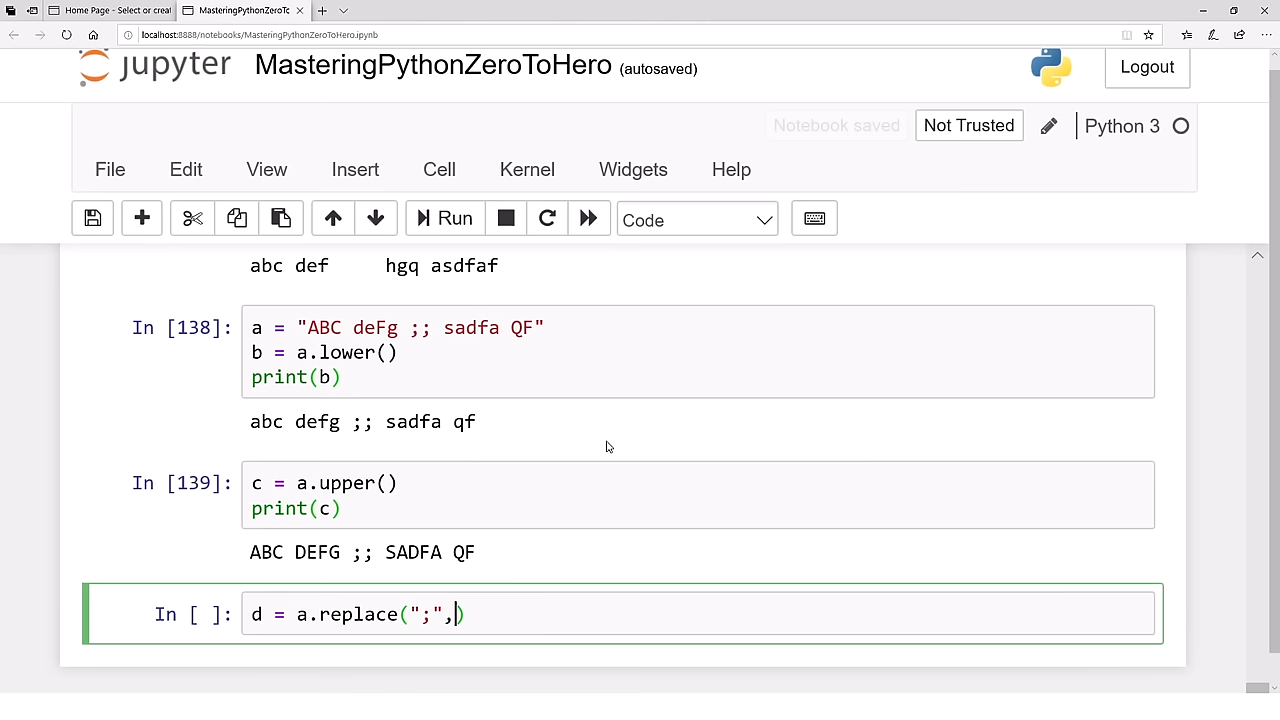 Home Page - Select or creat
MasteringPythonZeroTo
localhost:8888/notebooks/MasteringPythonZeroToHero.ipynb
jupyter MasteringPythonZeroToHero (autosaved)
Logout
Notebook saved
Not Trusted
Python 3
File Edit View Insert Cell Kernel Widgets Help
Run
Code
abc def     hgq asdfaf
In [138]: a = "ABC deFg ;; sadfa QF"
b = a.lower()
print(b)
abc defg ;; sadfa qf
In [139]: c = a.upper()
print(c)
ABC DEFG ;; SADFA QF
In [ ]: d = a.replace(";",)